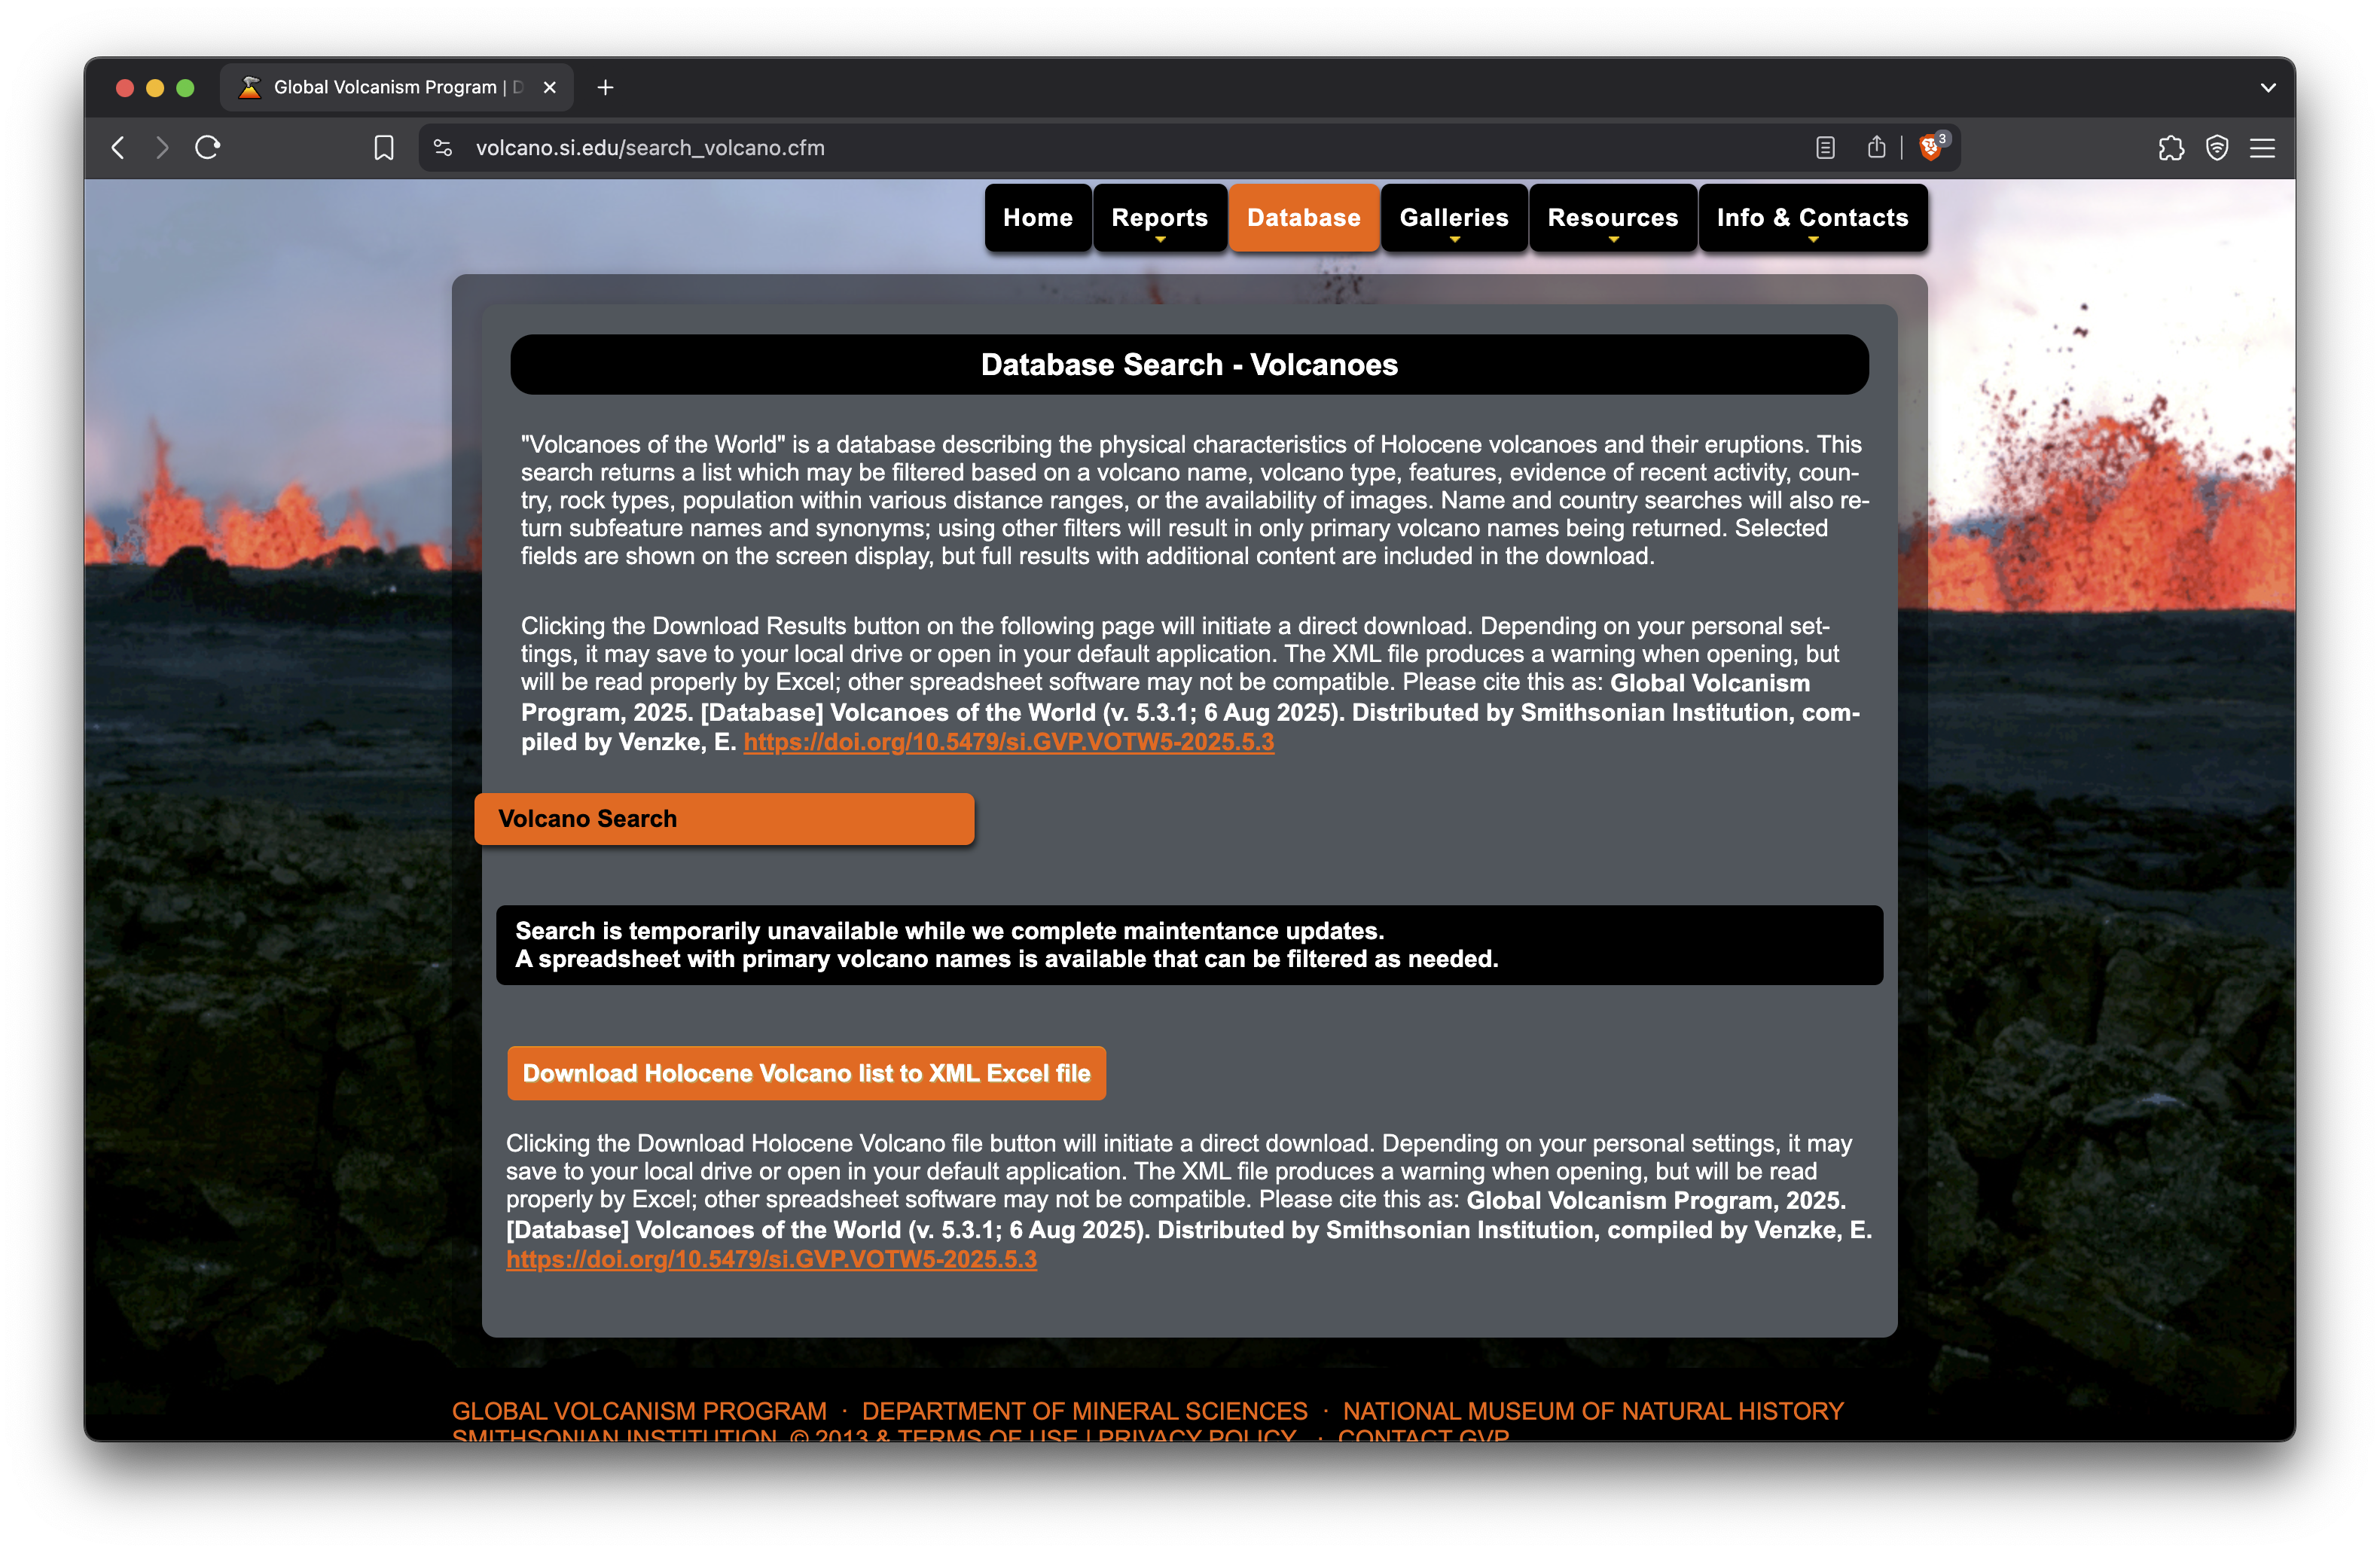 Global Volcanism Program | D
volcano.si.edu/search_volcano.cfm
3
Home Reports Database Galleries Resources Info & Contacts
Database Search - Volcanoes
"Volcanoes of the World" is a database describing the physical characteristics of Holocene volcanoes and their eruptions. This
search returns a list which may be filtered based on a volcano name, volcano type, features, evidence of recent activity, coun-
try, rock types, population within various distance ranges, or the availability of images. Name and country searches will also re-
turn subfeature names and synonyms; using other filters will result in only primary volcano names being returned. Selected
fields are shown on the screen display, but full results with additional content are included in the download.
Clicking the Download Results button on the following page will initiate a direct download. Depending on your personal set-
tings, it may save to your local drive or open in your default application. The XML file produces a warning when opening, but
will be read properly by Excel; other spreadsheet software may not be compatible. Please cite this as: Global Volcanism
Program, 2025. [Database] Volcanoes of the World (v. 5.3.1; 6 Aug 2025). Distributed by Smithsonian Institution, com-
piled by Venzke, E. https://doi.org/10.5479/si.GVP.VOTW5-2025.5.3
Volcano Search
Search is temporarily unavailable while we complete maintentance updates.
A spreadsheet with primary volcano names is available that can be filtered as needed.
Download Holocene Volcano list to XML Excel file
Clicking the Download Holocene Volcano file button will initiate a direct download. Depending on your personal settings, it may
save to your local drive or open in your default application. The XML file produces a warning when opening, but will be read
properly by Excel; other spreadsheet software may not be compatible. Please cite this as: Global Volcanism Program, 2025.
[Database] Volcanoes of the World (v. 5.3.1; 6 Aug 2025). Distributed by Smithsonian Institution, compiled by Venzke, E.
https://doi.org/10.5479/si.GVP.VOTW5-2025.5.3
GLOBAL VOLCANISM PROGRAM · DEPARTMENT OF MINERAL SCIENCES · NATIONAL MUSEUM OF NATURAL HISTORY
SMITHSONIAN INSTITUTION © 2013 & TERMS OF USE | PRIVACY POLICY · CONTACT GVP